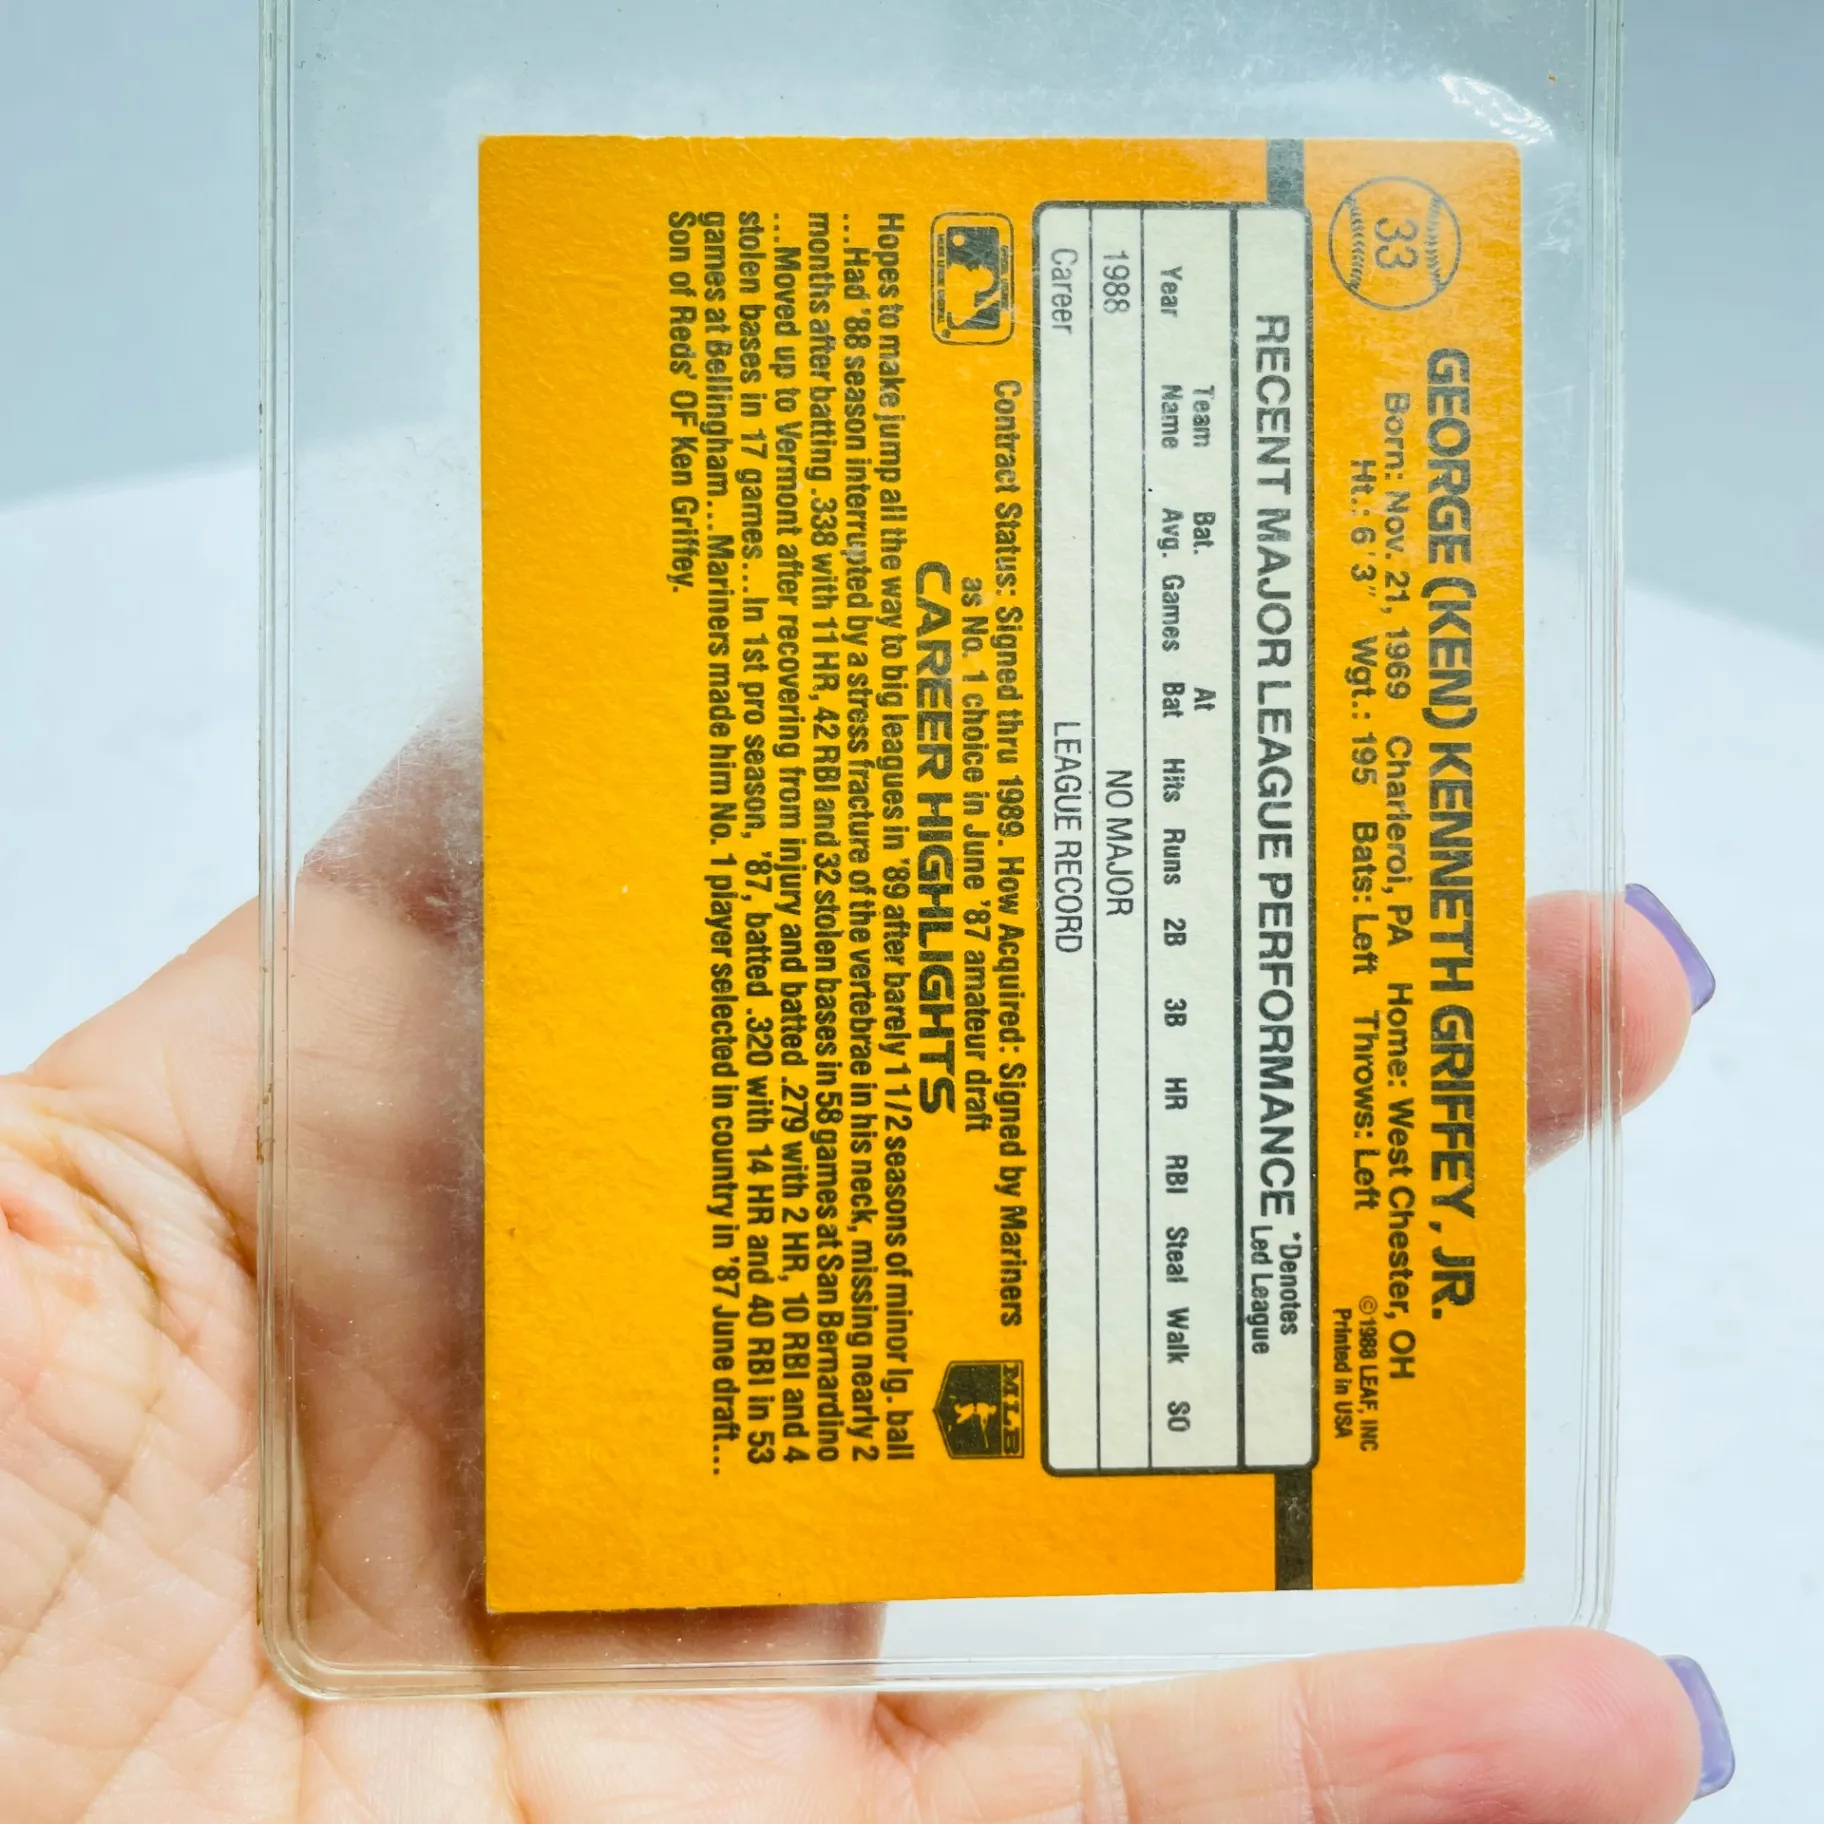 33
GEORGE (KEN) KENNETH GRIFFEY, JR.
Born: Nov. 21, 1969 Charleroi, PA Home: West Chester, OH
Ht.: 6'3" Wgt.: 195 Bats: Left Throws: Left
©1988 LEAF, INC
Printed in USA
RECENT MAJOR LEAGUE PERFORMANCE *Denotes Led League
Year Team Name Bat. Avg. Games At Bat Hits Runs 2B 3B HR RBI Steal Walk SO
1988 NO MAJOR
Career LEAGUE RECORD
Contract Status: Signed thru 1989. How Acquired: Signed by Mariners
as No. 1 choice in June '87 amateur draft
MLB
CAREER HIGHLIGHTS
Hopes to make jump all the way to big leagues in '89 after barely 1 1/2 seasons of minor lg. ball
...Had '88 season interrupted by a stress fracture of the vertebrae in his neck, missing nearly 2
months after batting .338 with 11 HR, 42 RBI and 32 stolen bases in 58 games at San Bernardino
...Moved up to Vermont after recovering from injury and batted .279 with 2 HR, 10 RBI and 4
stolen bases in 17 games...In 1st pro season, '87, batted .320 with 14 HR and 40 RBI in 53
games at Bellingham...Mariners made him No. 1 player selected in country in '87 June draft...
Son of Reds' OF Ken Griffey.